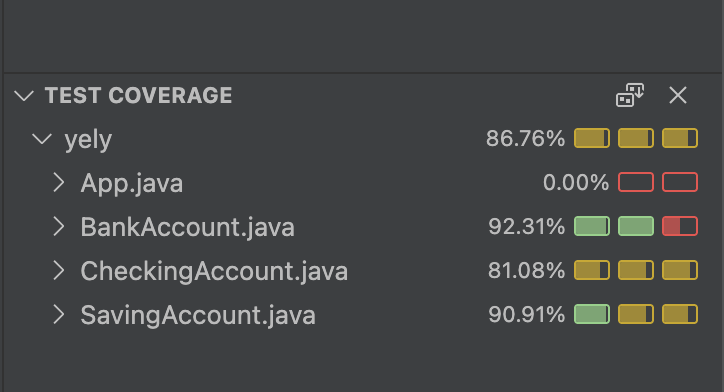 TEST COVERAGE
yely 86.76%
App.java 0.00%
BankAccount.java 92.31%
CheckingAccount.java 81.08%
SavingAccount.java 90.91%